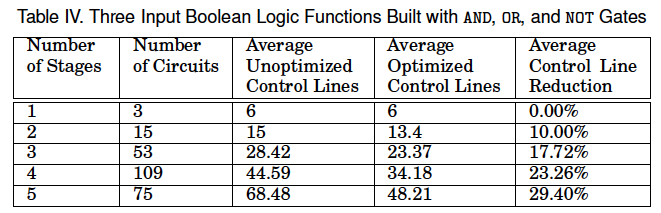 Table IV. Three Input Boolean Logic Functions Built with AND, OR, and NOT Gates
Number Number Average Average Average
of Stages of Circuits Unoptimized Optimized Control Line
Control Lines Control Lines Reduction
1 3 6 6 0.00%
2 15 15 13.4 10.00%
3 53 28.42 23.37 17.72%
4 109 44.59 34.18 23.26%
5 75 68.48 48.21 29.40%